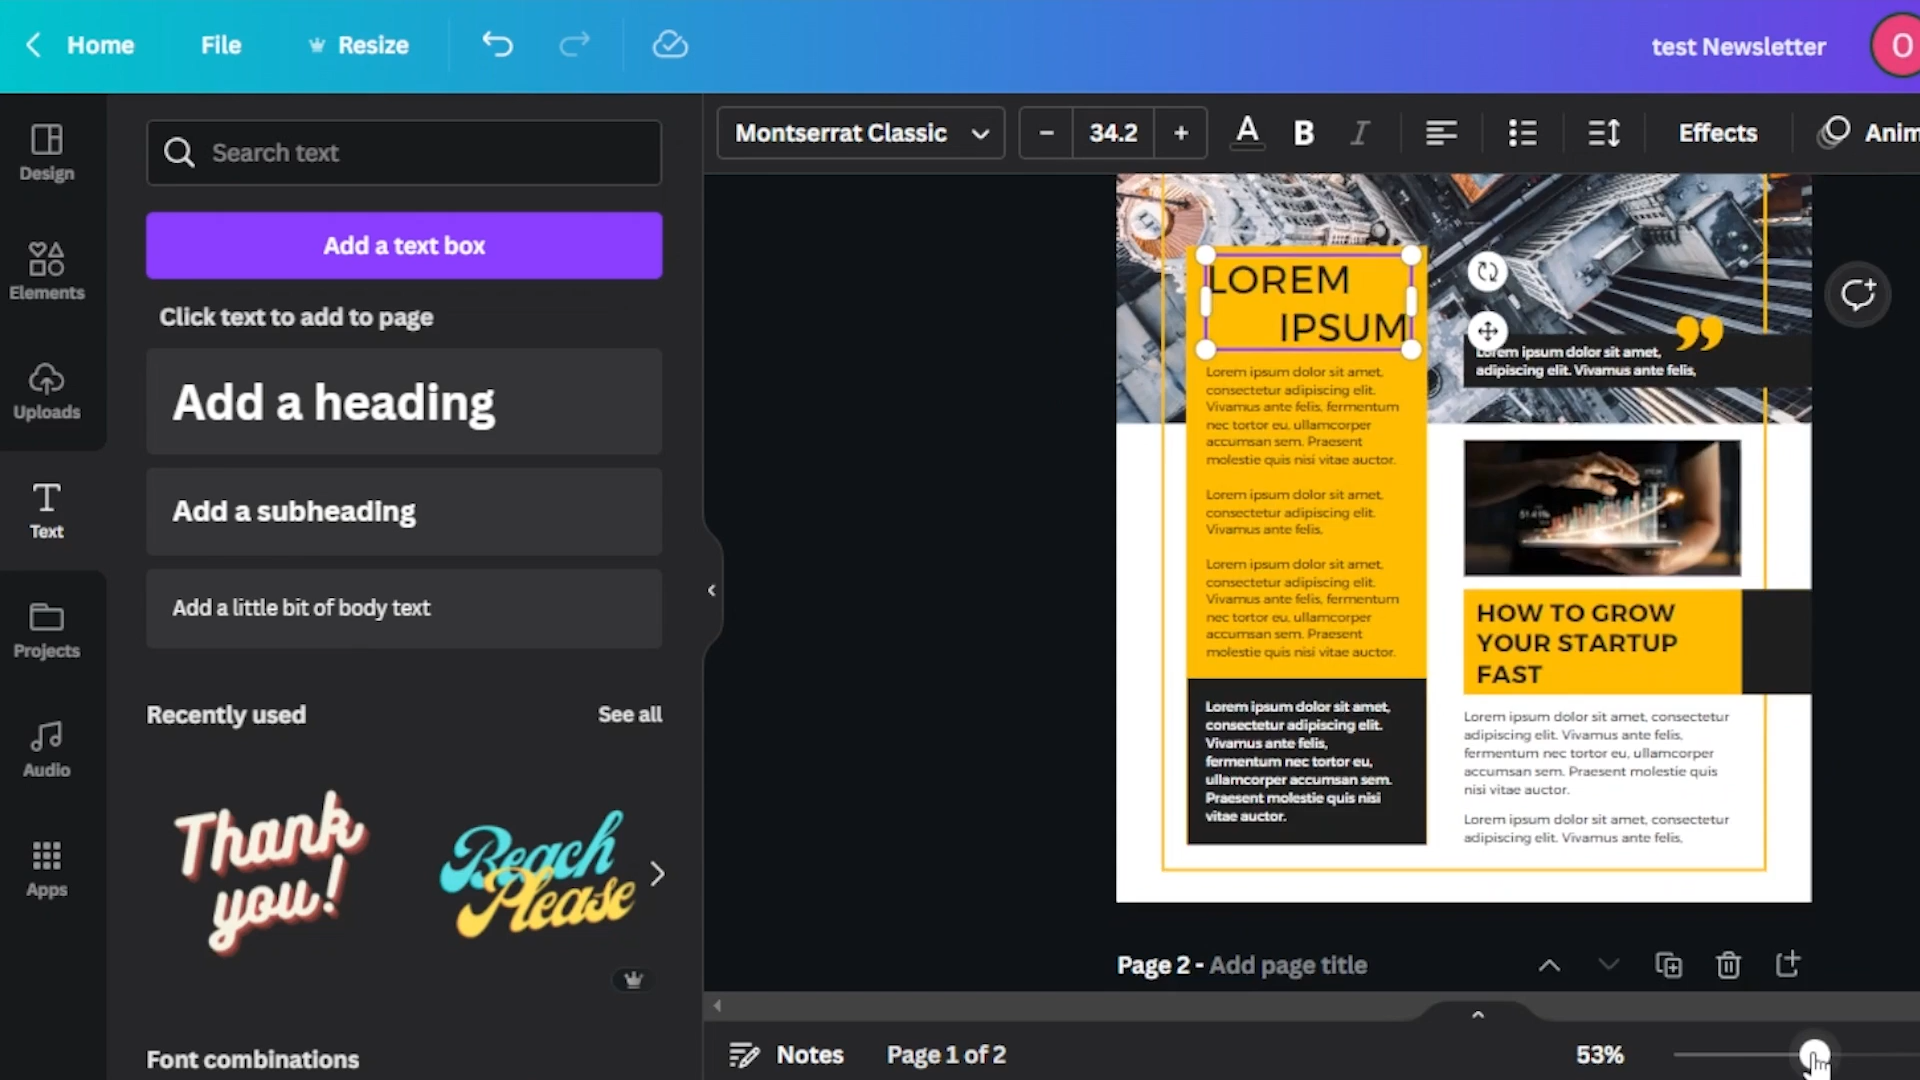 Home File Resize test Newsletter O
Montserrat Classic - 34.2 + A B I Effects Anim
Design
Elements
Uploads
Text
Projects
Audio
Apps
Search text
Add a text box
Click text to add to page
Add a heading
Add a subheading
Add a little bit of body text
Recently used See all
Thank
you!
Beach
Please
Font combinations
LOREM
IPSUM
Lorem ipsum dolor sit amet,
consectetur adipiscing elit.
Vivamus ante felis, fermentum
nec tortor eu, ullamcorper
accumsan sem. Praesent
molestie quis nisi vitae auctor.
Lorem ipsum dolor sit amet,
consectetur adipiscing elit.
Vivamus ante felis,
Lorem ipsum dolor sit amet,
consectetur adipiscing elit.
Vivamus ante felis, fermentum
nec tortor eu, ullamcorper
accumsan sem. Praesent
molestie quis nisi vitae auctor.
Lorem ipsum dolor sit amet,
consectetur adipiscing elit.
Vivamus ante felis,
fermentum nec tortor eu,
ullamcorper accumsan sem.
Praesent molestie quis nisi
vitae auctor.
Lorem ipsum dolor sit amet,
adipiscing elit. Vivamus ante felis,
HOW TO GROW
YOUR STARTUP
FAST
Lorem ipsum dolor sit amet, consectetur
adipiscing elit. Vivamus ante felis,
fermentum nec tortor eu, ullamcorper
accumsan sem. Praesent molestie quis
nisi vitae auctor.
Lorem ipsum dolor sit amet, consectetur
adipiscing elit. Vivamus ante felis,
Page 2 - Add page title
Notes Page 1 of 2 53%